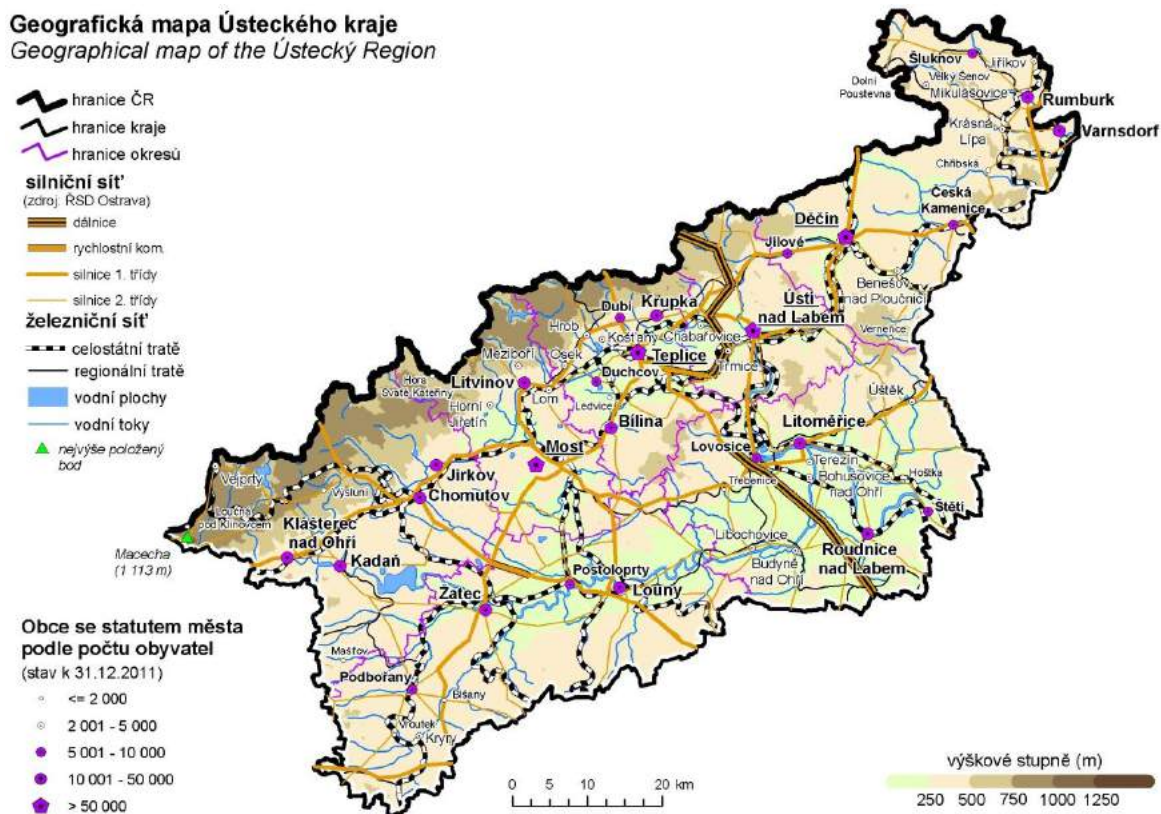 Geografická mapa Ústeckého kraje
Geographical map of the Ústecký Region
hranice ČR
hranice kraje
hranice okresů
silniční síť
(zdroj: ŘSD Ostrava)
dálnice
rychlostní kom.
silnice 1. třídy
silnice 2. třídy
železniční síť
celostátní tratě
regionální tratě
vodní plochy
vodní toky
nejvýše položený
bod
Šluknov
Jiříkov
Velký Šenov
Dolní
Poustevna
Mikulášovice
Rumburk
Krásná
Lípa
Varnsdorf
Chřibská
Česká
Kamenice
Děčín
Jílové
Benešov
nad Ploučnicí
Ústí
nad Labem
Verneřice
Dubí
Krupka
Hrob
Košťany
Chabařovice
Meziboří
Osek
Teplice
Trmice
Duchcov
Hora
Svaté Kateřiny
Litvínov
Lom
Ledvice
Úštěk
Horní
Jiřetín
Bílina
Litoměřice
Most
Lovosice
Terezín
Jirkov
Bohušovice
nad Ohří
Hoštka
Vejprty
Výsluní
Chomutov
Třebenice
Štětí
Loučná
pod Klínovcem
Klášterec
nad Ohří
Libochovice
Roudnice
nad Labem
Macecha
(1 113 m)
Kadaň
Budyně
nad Ohří
Postoloprty
Louny
Žatec
Mašťov
Podbořany
Blšany
Vroutek
Kryry
Obce se statutem města
podle počtu obyvatel
(stav k 31.12.2011)
<= 2 000
2 001 - 5 000
5 001 - 10 000
10 001 - 50 000
> 50 000
0 5 10 20 km
výškové stupně (m)
250 500 750 1000 1250